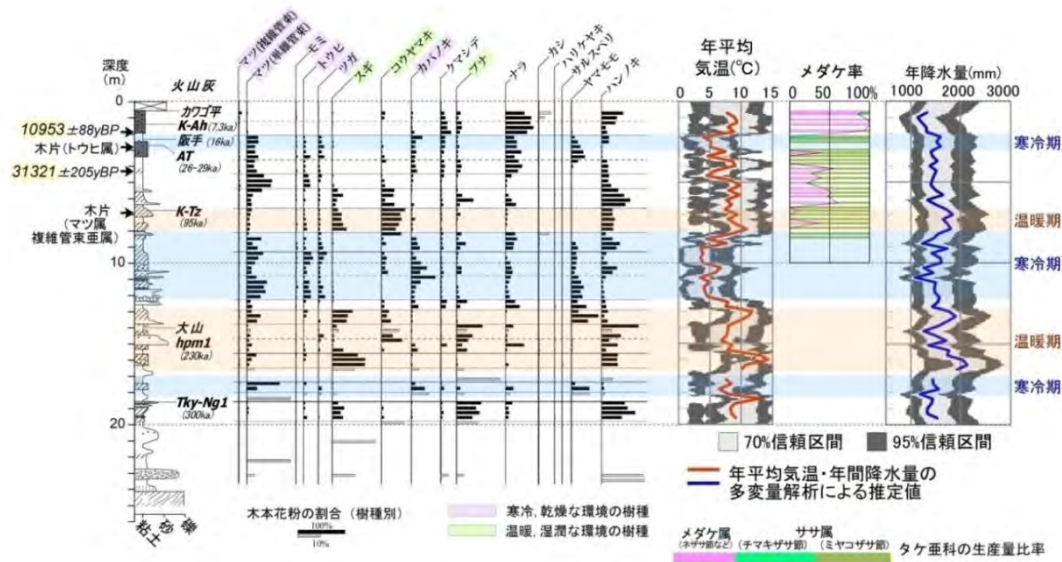 深度
(m)
火山灰
マツ(複維管束)
マツ(単維管束)
モミ
トウヒ
ツガ
スギ
コウヤマキ
カバノキ
ケマシデ
ブナ
ナラ
カシ
ハリケヤキ
サルスベリ
ヤマモモ
ハンノキ
年平均
気温(℃)
0 5 10 15
メダケ率
0 50 100%
年降水量(mm)
1000 2000 3000
0
10
20
カワゴ平
K-Ah(7.3ka)
10953±88yBP
阪手(16ka)
木片(トウヒ属)
AT
(26-29ka)
31321±205yBP
木片
(マツ属
複維管束亜属)
K-Tz
(95ka)
大山
hpm1
(230ka)
Tky-Ng1
(300ka)
寒冷期
温暖期
寒冷期
温暖期
寒冷期
粘土
砂
礫
木本花粉の割合(樹種別)
100%
10%
寒冷,乾燥な環境の樹種
温暖,湿潤な環境の樹種
70%信頼区間
95%信頼区間
年平均気温・年間降水量の
多変量解析による推定値
メダケ属
(ネザサ節など)
ササ属
(チマキザサ節)
(ミヤコザサ節)
タケ亜科の生産量比率